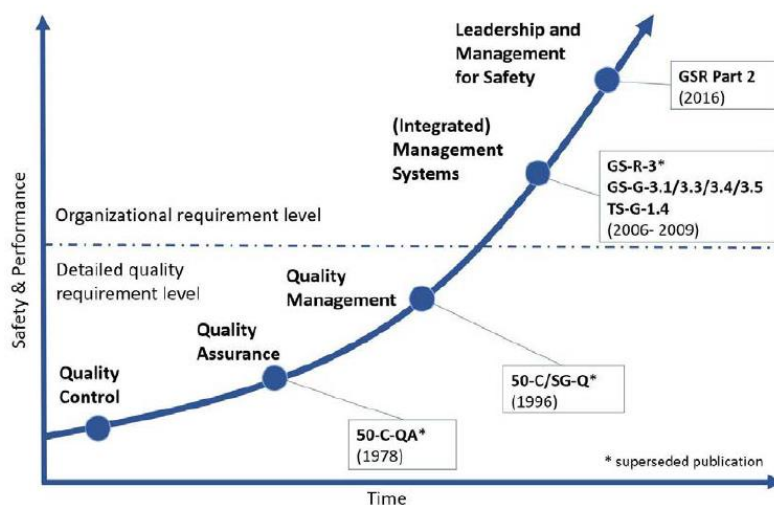 Leadership and
Management
for Safety
GSR Part 2
(2016)
(Integrated)
Management
Systems
GS-R-3*
GS-G-3.1/3.3/3.4/3.5
TS-G-1.4
(2006- 2009)
Organizational requirement level
Detailed quality
requirement level
Quality
Management
Quality
Assurance
Quality
Control
50-C/SG-Q*
(1996)
50-C-QA*
(1978)
* superseded publication
Safety & Performance
Time